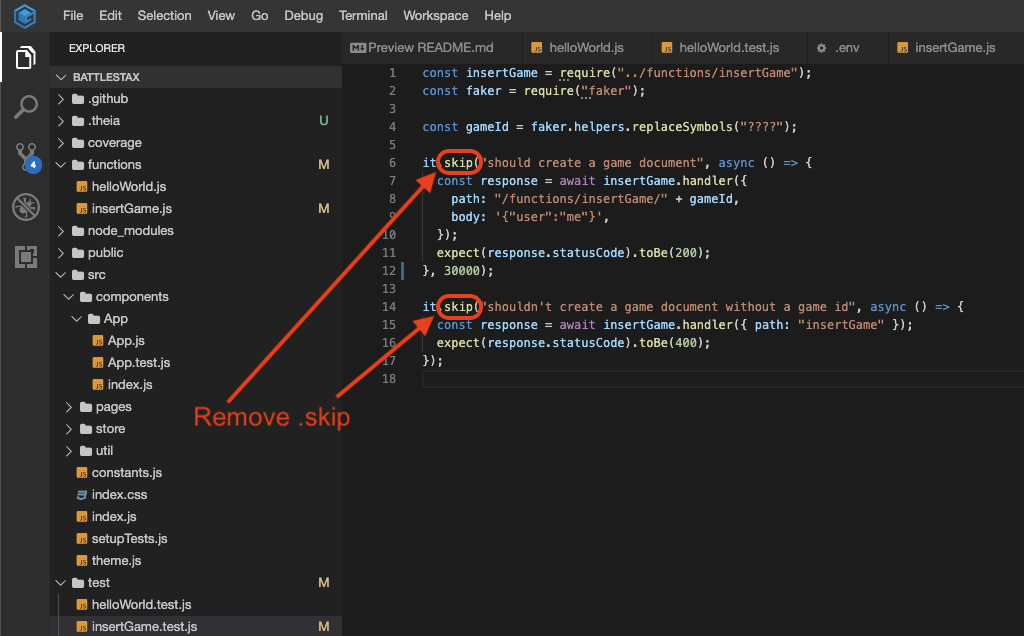 File Edit Selection View Go Debug Terminal Workspace Help
EXPLORER
Preview README.md helloWorld.js helloWorld.test.js .env insertGame.js
BATTLESTAX
.github
.theia U
coverage
functions M
helloWorld.js
insertGame.js M
node_modules
public
src
components
App
App.js
App.test.js
index.js
pages
store
util
constants.js
index.css
index.js
setupTests.js
theme.js
test M
helloWorld.test.js
insertGame.test.js M
4
1 const insertGame = require("../functions/insertGame");
2 const faker = require("faker");
3
4 const gameId = faker.helpers.replaceSymbols("????");
5
6 it.skip("should create a game document", async () => {
7 const response = await insertGame.handler({
8 path: "/functions/insertGame/" + gameId,
9 body: '{"user":"me"}',
10 });
11 expect(response.statusCode).toBe(200);
12 }, 30000);
13
14 it.skip("shouldn't create a game document without a game id", async () => {
15 const response = await insertGame.handler({ path: "insertGame" });
16 expect(response.statusCode).toBe(400);
17 });
18
Remove .skip